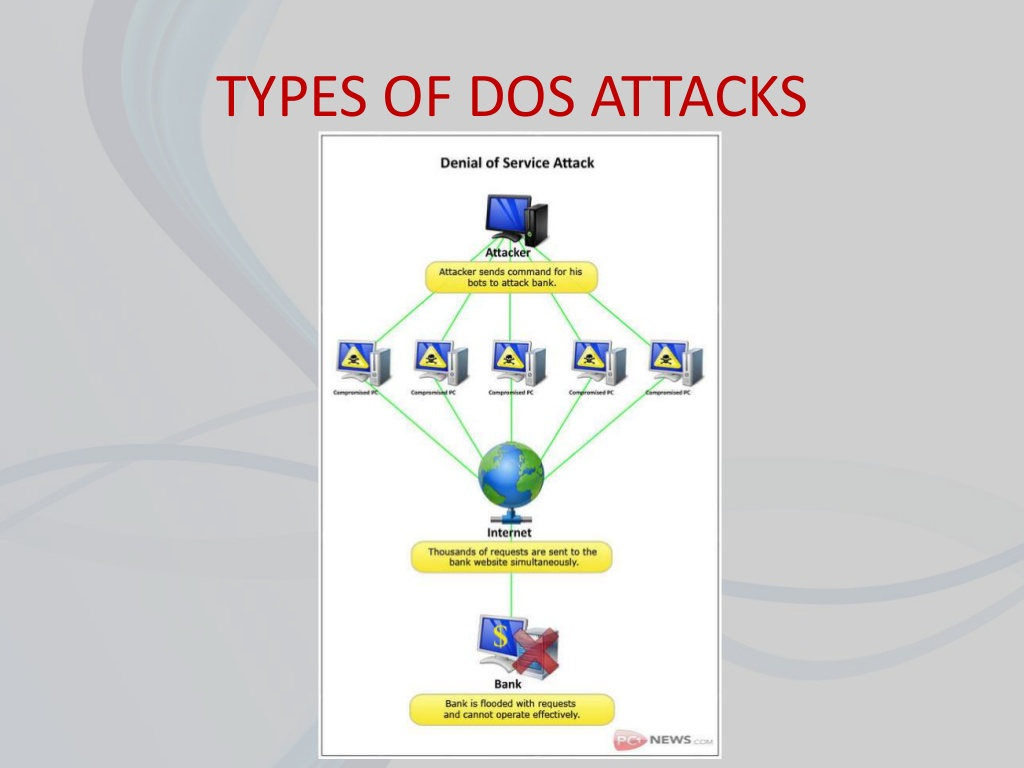 TYPES OF DOS ATTACKS
Denial of Service Attack
Attacker
Attacker sends command for his
bots to attack bank.
Compromised PC
Compromised PC
Compromised PC
Compromised PC
Compromised PC
Internet
Thousands of requests are sent to the
bank website simultaneously.
$
Bank
Bank is flooded with requests
and cannot operate effectively.
PC1 NEWS.COM